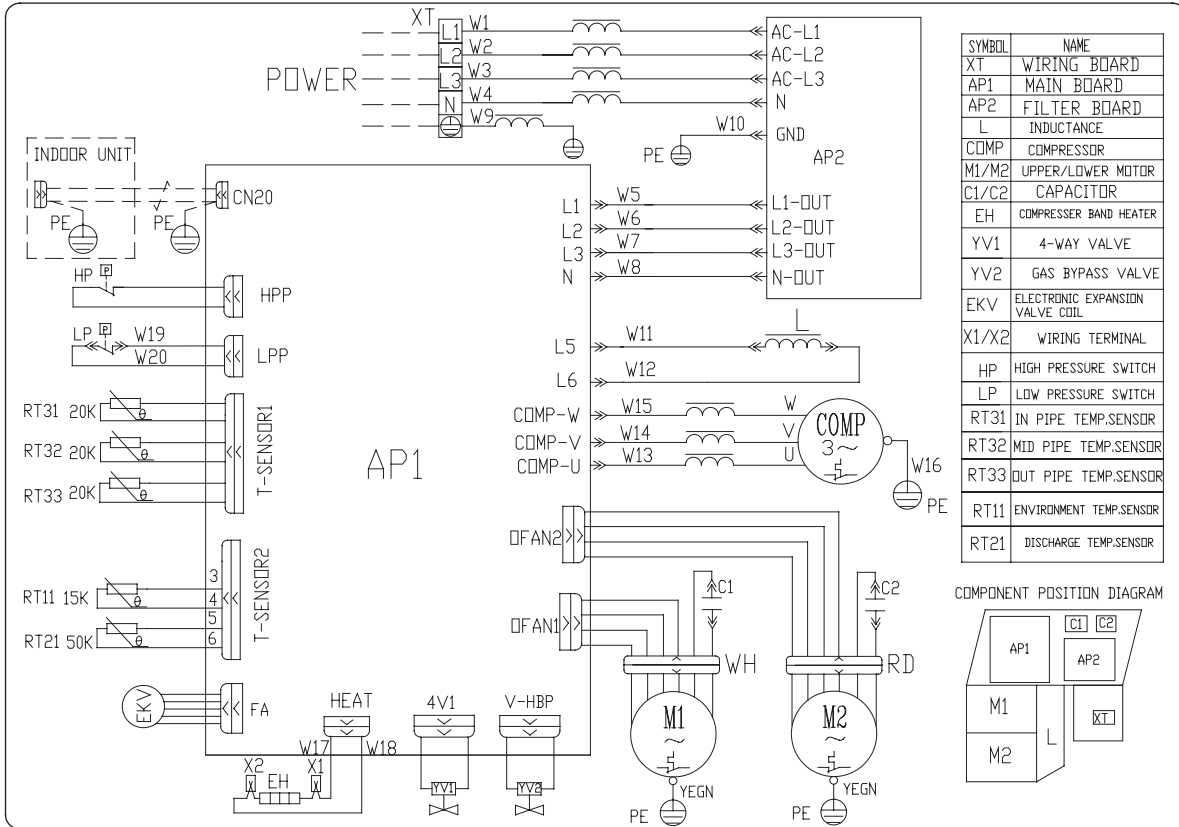 XT
POWER
L1 W1 AC-L1
L2 W2 AC-L2
L3 W3 AC-L3
N W4 N
W9
W10 GND
PE
AP2
INDOOR UNIT
CN20
PE PE
L1 W5 L1-OUT
L2 W6 L2-OUT
L3 W7 L3-OUT
N W8 N-OUT
HP P
HPP
LP P W19
W20
LPP
L5 W11 L
L6 W12
RT31 20K θ
RT32 20K θ
RT33 20K θ
T-SENSOR1
AP1
COMP-W W15 W
COMP-V W14 V
COMP-U W13 U
COMP
3~
W16
PE
OFAN2
OFAN1
C1
C2
3
RT11 15K θ 4
5
RT21 50K θ 6
T-SENSOR2
WH
RD
M1
~
M2
~
YEGN
PE
YEGN
PE
EKV
FA
HEAT
4V1
V-HBP
W17 W18
X2 EH X1
YV1
YV2
SYMBOL NAME
XT WIRING BOARD
AP1 MAIN BOARD
AP2 FILTER BOARD
L INDUCTANCE
COMP COMPRESSOR
M1/M2 UPPER/LOWER MOTOR
C1/C2 CAPACITOR
EH COMPRESSER BAND HEATER
YV1 4-WAY VALVE
YV2 GAS BYPASS VALVE
EKV ELECTRONIC EXPANSION
VALVE COIL
X1/X2 WIRING TERMINAL
HP HIGH PRESSURE SWITCH
LP LOW PRESSURE SWITCH
RT31 IN PIPE TEMP.SENSOR
RT32 MID PIPE TEMP.SENSOR
RT33 OUT PIPE TEMP.SENSOR
RT11 ENVIRONMENT TEMP.SENSOR
RT21 DISCHARGE TEMP.SENSOR
COMPONENT POSITION DIAGRAM
AP1
C1 C2
AP2
M1
M2
L
XT